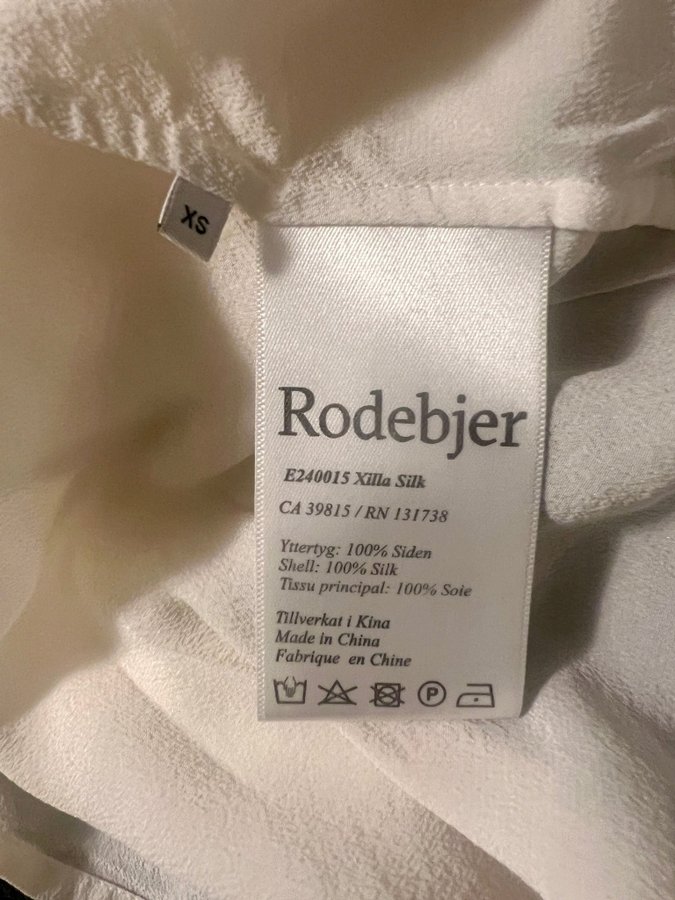 XS
Rodebjer
E240015 Xilla Silk
CA 39815 / RN 131738
Yttertyg: 100% Siden
Shell: 100% Silk
Tissu principal: 100% Soie
Tillverkat i Kina
Made in China
Fabrique en Chine
P